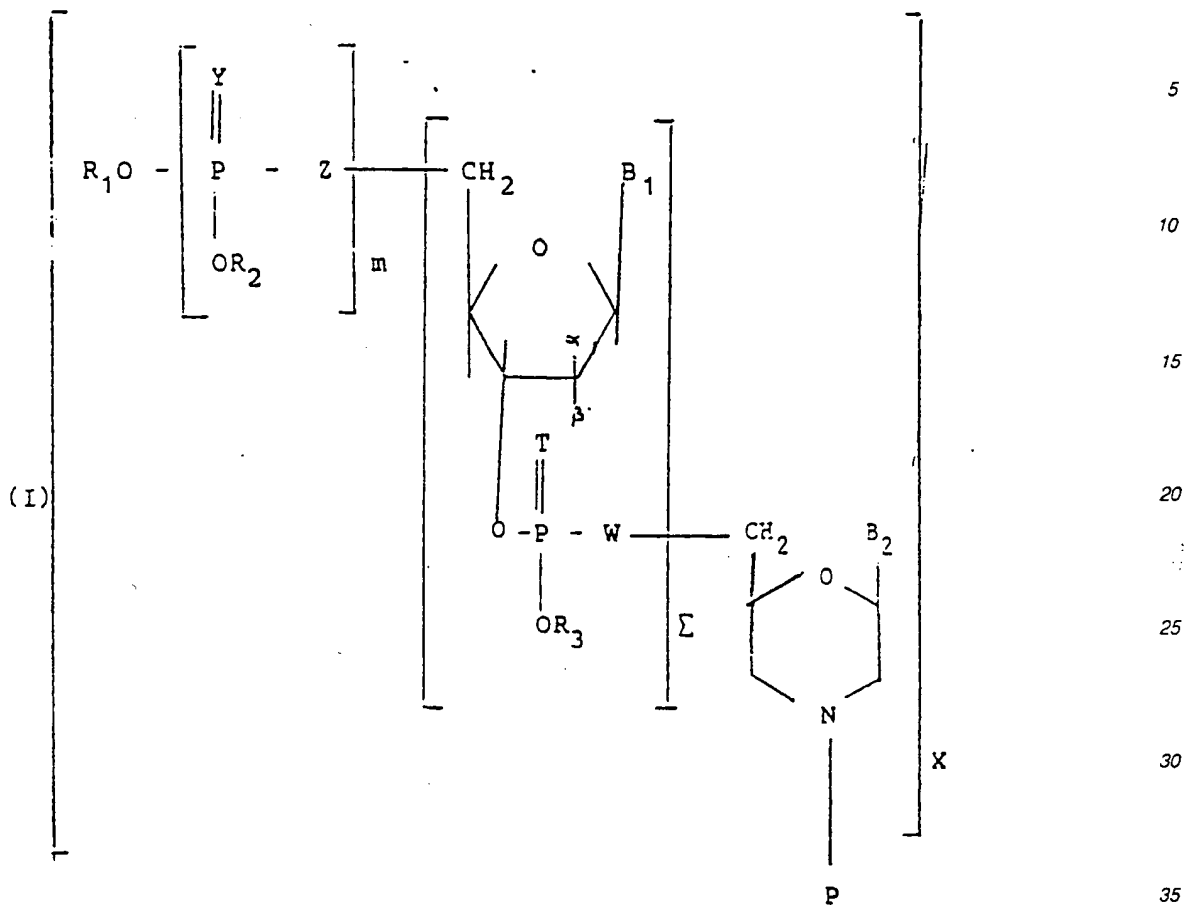 Y 5
R₁O - P - Z CH₂ B₁
O 10
OR₂ m
α 15
β
T
(I) O - P - W CH₂ B₂ 20
O
OR₃ Σ 25
N
X 30
P 35